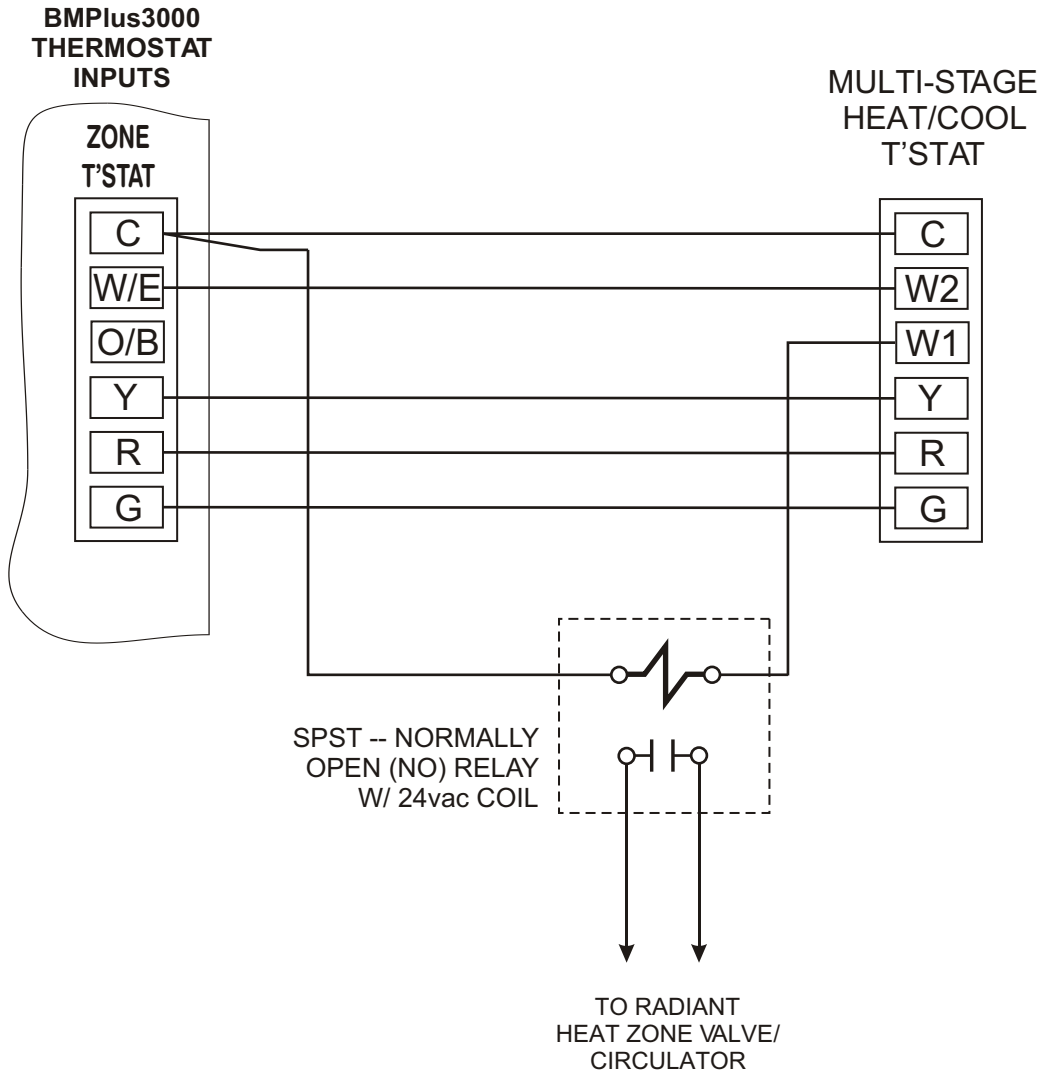 BMPlus3000
THERMOSTAT
INPUTS
ZONE
T'STAT
C
W/E
O/B
Y
R
G
MULTI-STAGE
HEAT/COOL
T'STAT
C
W2
W1
Y
R
G
SPST -- NORMALLY
OPEN (NO) RELAY
W/ 24vac COIL
TO RADIANT
HEAT ZONE VALVE/
CIRCULATOR